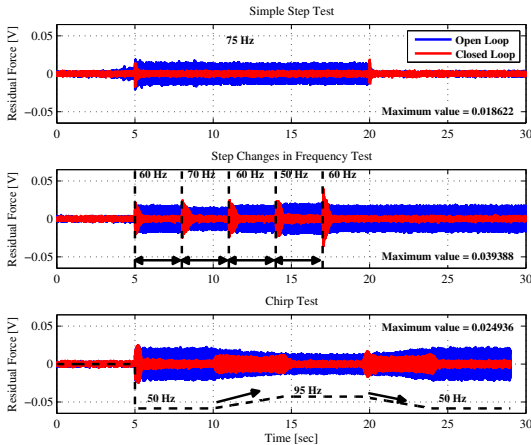 Simple Step Test
Residual Force [V]
0.05
0
−0.05
75 Hz
Open Loop
Closed Loop
Maximum value = 0.018622
0 5 10 15 20 25 30
Step Changes in Frequency Test
Residual Force [V]
0.05
0
−0.05
60 Hz 70 Hz 60 Hz 50 Hz 60 Hz
Maximum value = 0.039388
0 5 10 15 20 25 30
Chirp Test
Residual Force [V]
0.05
0
−0.05
Maximum value = 0.024936
50 Hz 95 Hz 50 Hz
0 5 10 15 20 25 30
Time [sec]